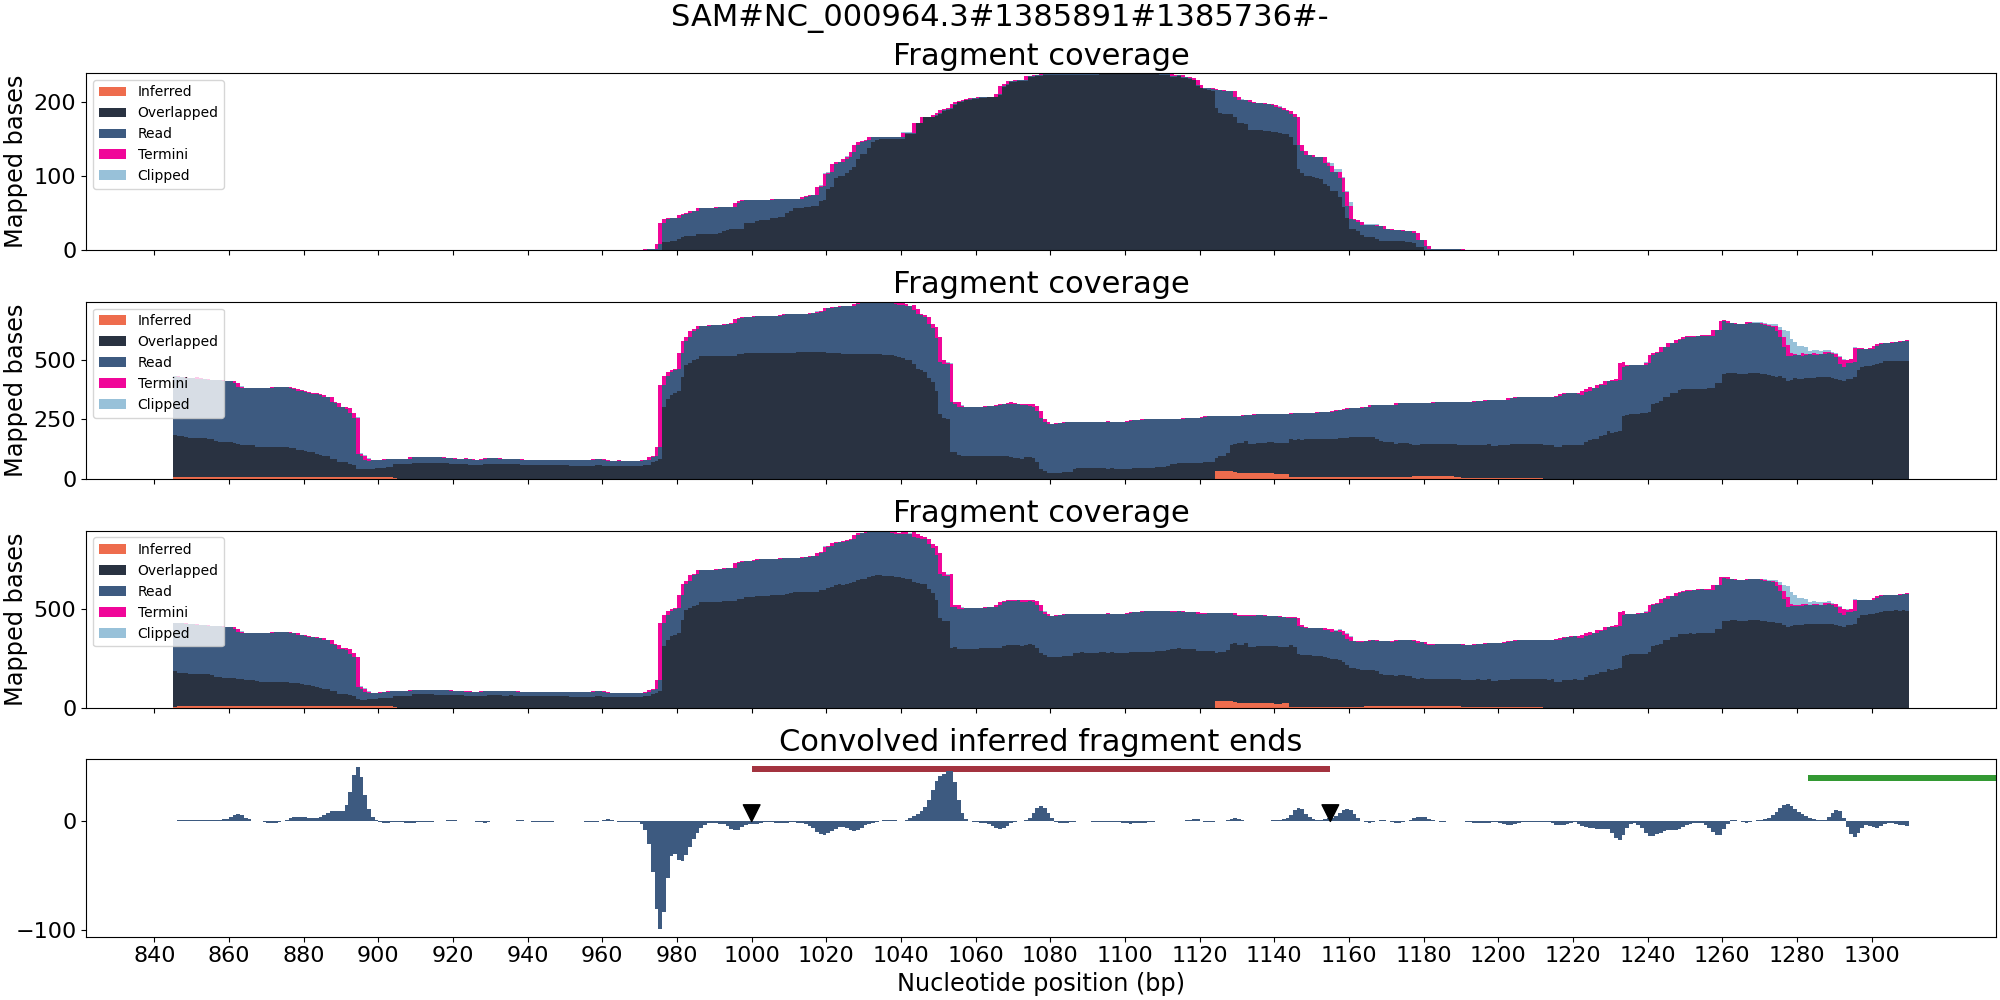 SAM#NC_000964.3#1385891#1385736#-
Fragment coverage
Mapped bases
200
100
0
Inferred
Overlapped
Read
Termini
Clipped
Fragment coverage
Mapped bases
500
250
0
Inferred
Overlapped
Read
Termini
Clipped
Fragment coverage
Mapped bases
500
0
Inferred
Overlapped
Read
Termini
Clipped
Convolved inferred fragment ends
0
−100
840 860 880 900 920 940 960 980 1000 1020 1040 1060 1080 1100 1120 1140 1160 1180 1200 1220 1240 1260 1280 1300
Nucleotide position (bp)